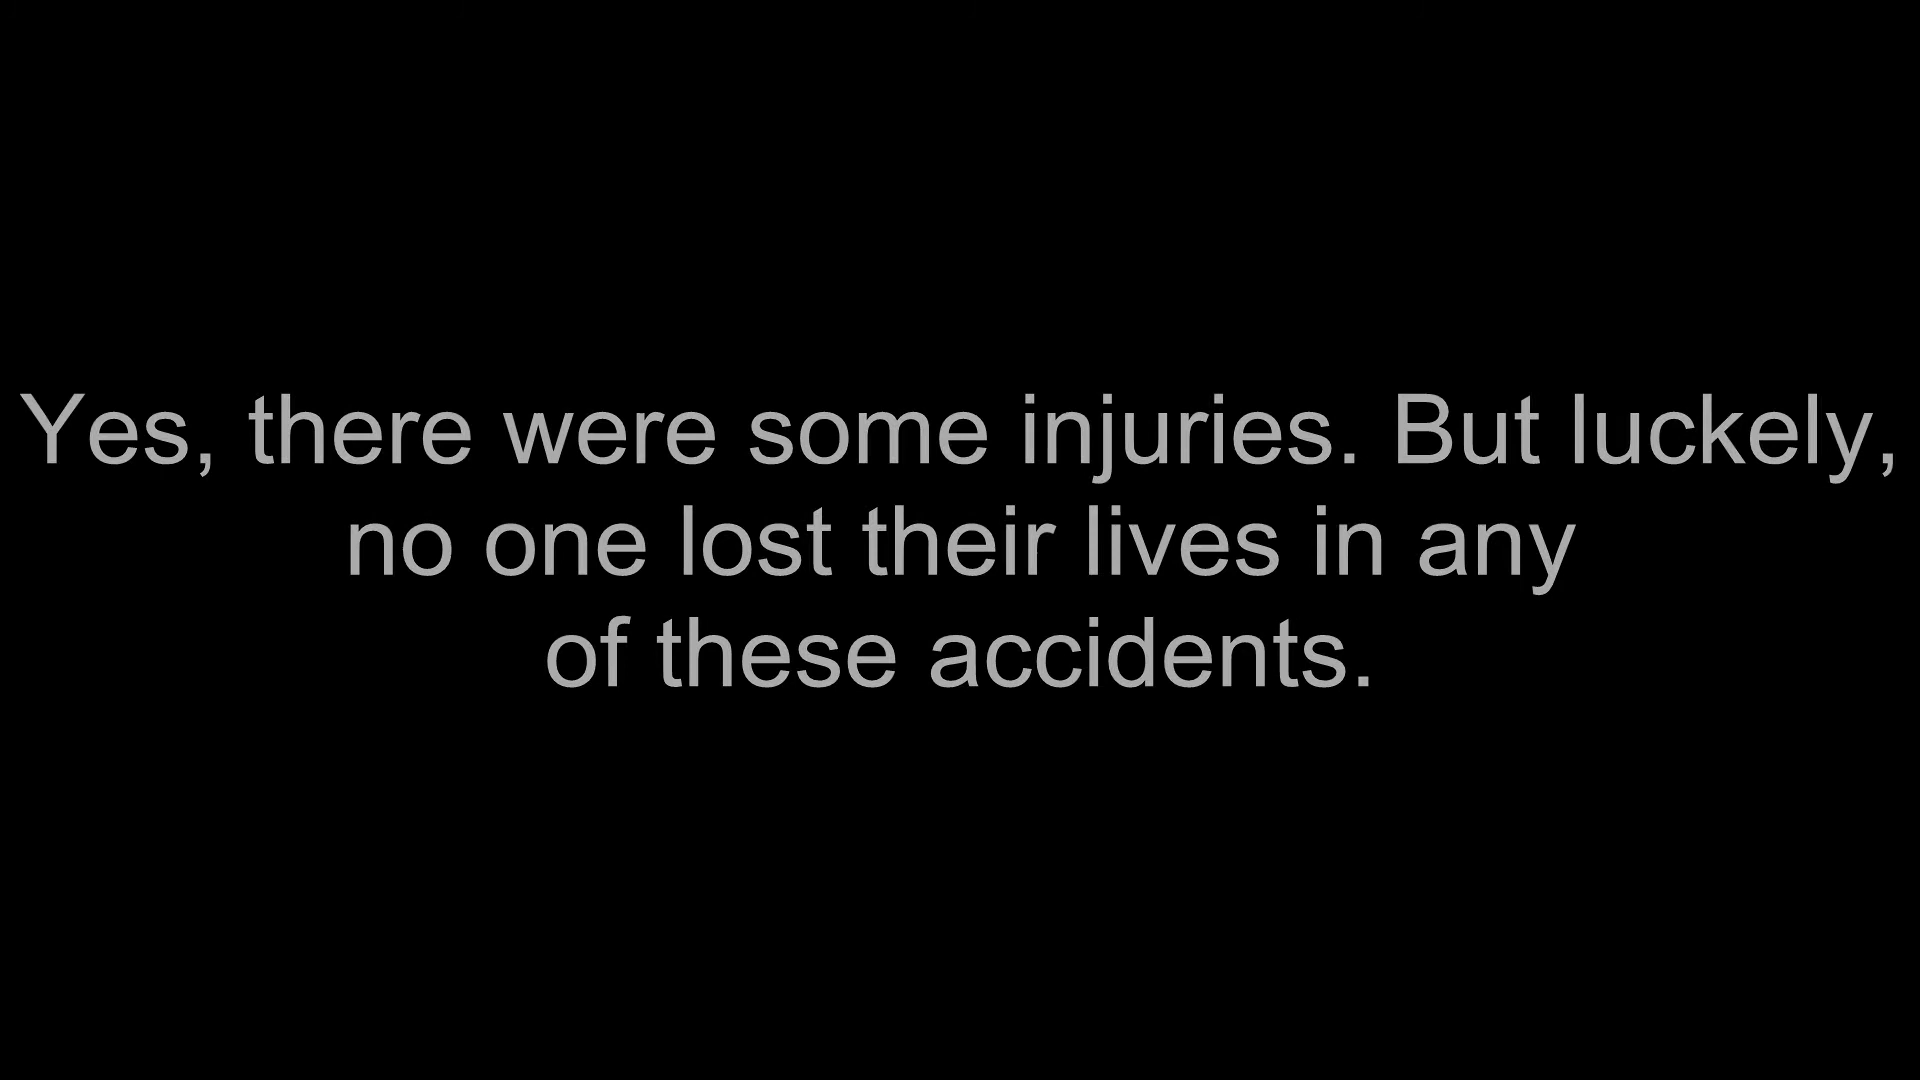 Yes, there were some injuries. But luckely,
no one lost their lives in any
of these accidents.